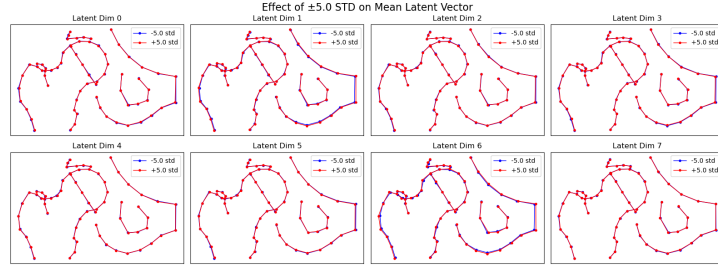 Effect of ±5.0 STD on Mean Latent Vector
Latent Dim 0
Latent Dim 1
Latent Dim 2
Latent Dim 3
-5.0 std
+5.0 std
-5.0 std
+5.0 std
-5.0 std
+5.0 std
-5.0 std
+5.0 std
Latent Dim 4
Latent Dim 5
Latent Dim 6
Latent Dim 7
-5.0 std
+5.0 std
-5.0 std
+5.0 std
-5.0 std
+5.0 std
-5.0 std
+5.0 std